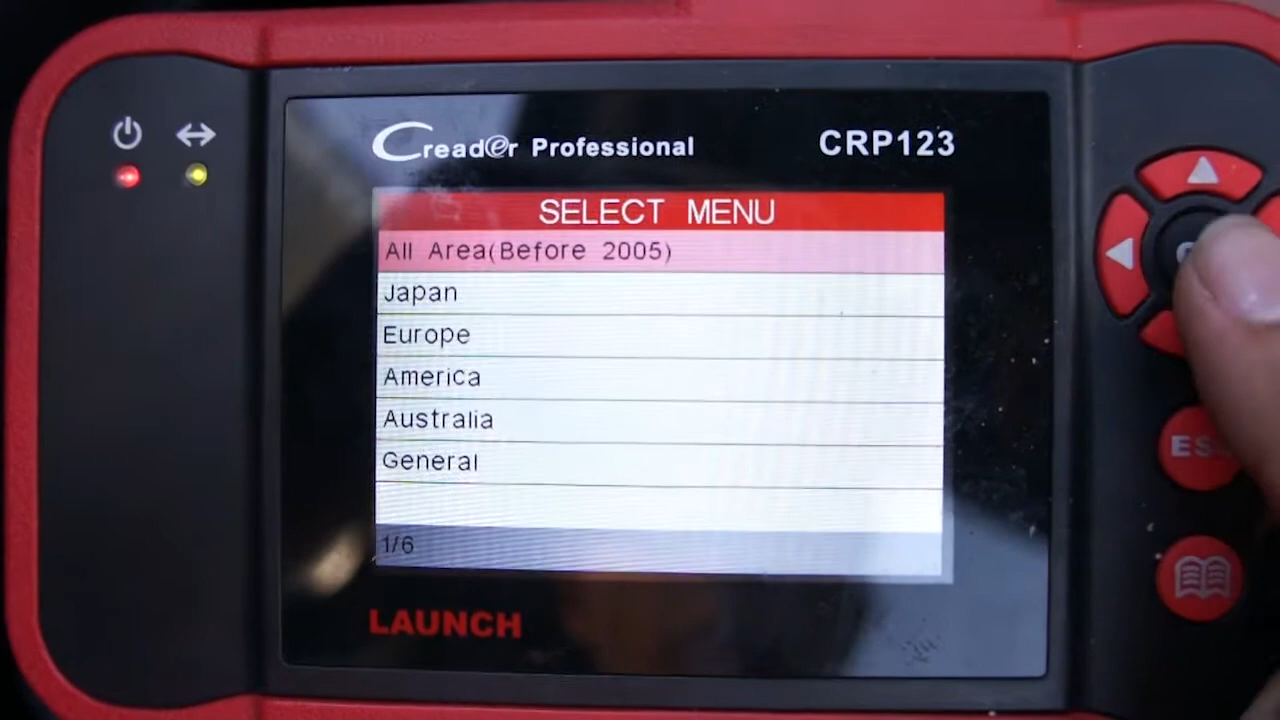 Creader Professional CRP123
SELECT MENU
All Area(Before 2005)
Japan
Europe
America
Australia
General
1/6
LAUNCH